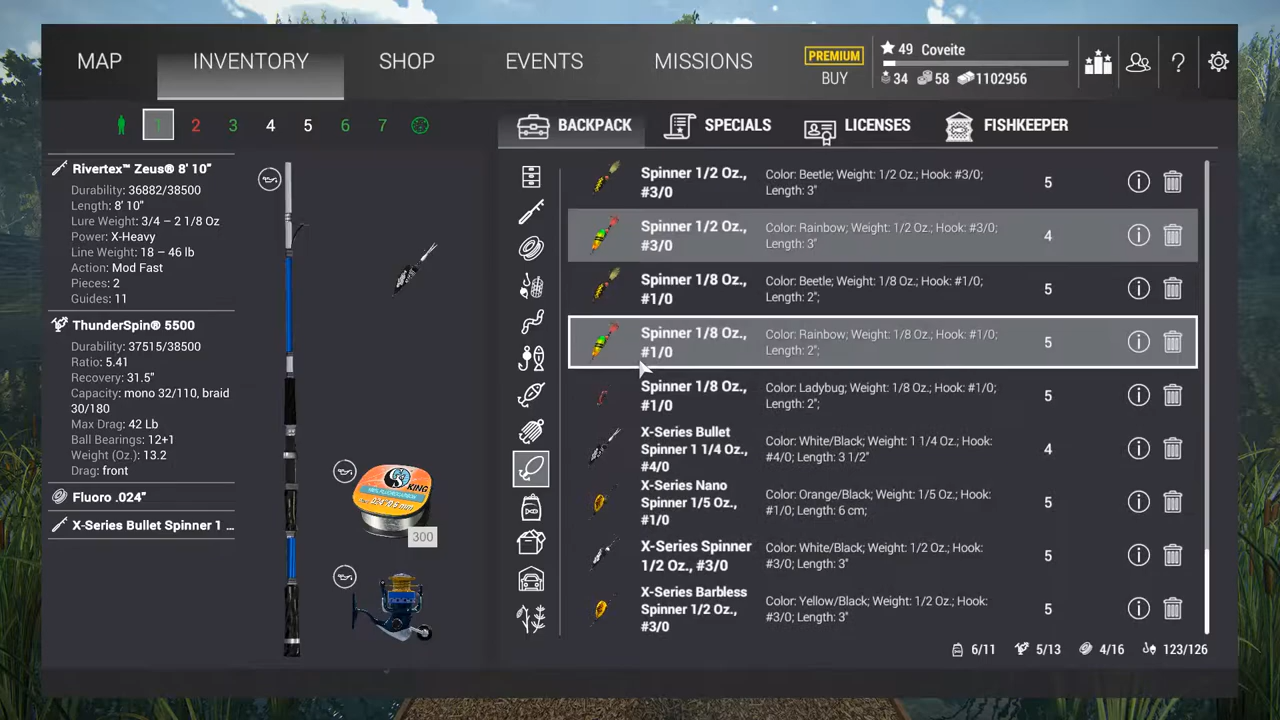 MAP
INVENTORY
SHOP
EVENTS
MISSIONS
PREMIUM
BUY
49 Coveite
34 58 1102956
?
1 2 3 4 5 6 7
BACKPACK
SPECIALS
LICENSES
FISHKEEPER
Rivertex™ Zeus® 8' 10"
Durability: 36882/38500
Length: 8' 10"
Lure Weight: 3/4 – 2 1/8 Oz
Power: X-Heavy
Line Weight: 18 – 46 lb
Action: Mod Fast
Pieces: 2
Guides: 11
ThunderSpin® 5500
Durability: 37515/38500
Ratio: 5.41
Recovery: 31.5"
Capacity: mono 32/110, braid
30/180
Max Drag: 42 Lb
Ball Bearings: 12+1
Weight (Oz.): 13.2
Drag: front
Fluoro .024"
X-Series Bullet Spinner 1 ...
KING
300
Spinner 1/2 Oz.,
#3/0
Color: Beetle; Weight: 1/2 Oz.; Hook: #3/0;
Length: 3"
5
Spinner 1/2 Oz.,
#3/0
Color: Rainbow; Weight: 1/2 Oz.; Hook: #3/0;
Length: 3"
4
Spinner 1/8 Oz.,
#1/0
Color: Beetle; Weight: 1/8 Oz.; Hook: #1/0;
Length: 2";
5
Spinner 1/8 Oz.,
#1/0
Color: Rainbow; Weight: 1/8 Oz.; Hook: #1/0;
Length: 2";
5
Spinner 1/8 Oz.,
#1/0
Color: Ladybug; Weight: 1/8 Oz.; Hook: #1/0;
Length: 2";
5
X-Series Bullet
Spinner 1 1/4 Oz.,
#4/0
Color: White/Black; Weight: 1 1/4 Oz.; Hook:
#4/0; Length: 3 1/2"
4
X-Series Nano
Spinner 1/5 Oz.,
#1/0
Color: Orange/Black; Weight: 1/5 Oz.; Hook:
#1/0; Length: 6 cm;
5
X-Series Spinner
1/2 Oz., #3/0
Color: White/Black; Weight: 1/2 Oz.; Hook:
#3/0; Length: 3"
5
X-Series Barbless
Spinner 1/2 Oz.,
#3/0
Color: Yellow/Black; Weight: 1/2 Oz.; Hook:
#3/0; Length: 3"
5
6/11 5/13 4/16 123/126